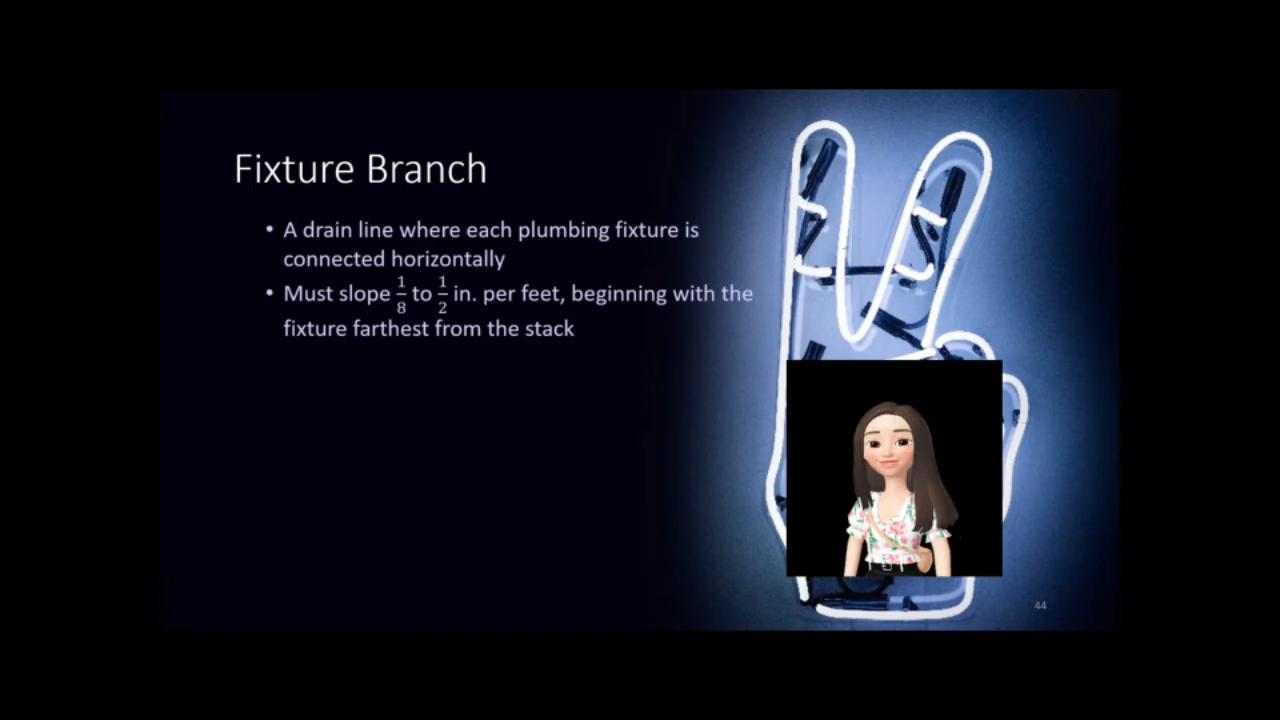 Fixture Branch
• A drain line where each plumbing fixture is
connected horizontally
• Must slope 1/8 to 1/2 in. per feet, beginning with the
fixture farthest from the stack
44